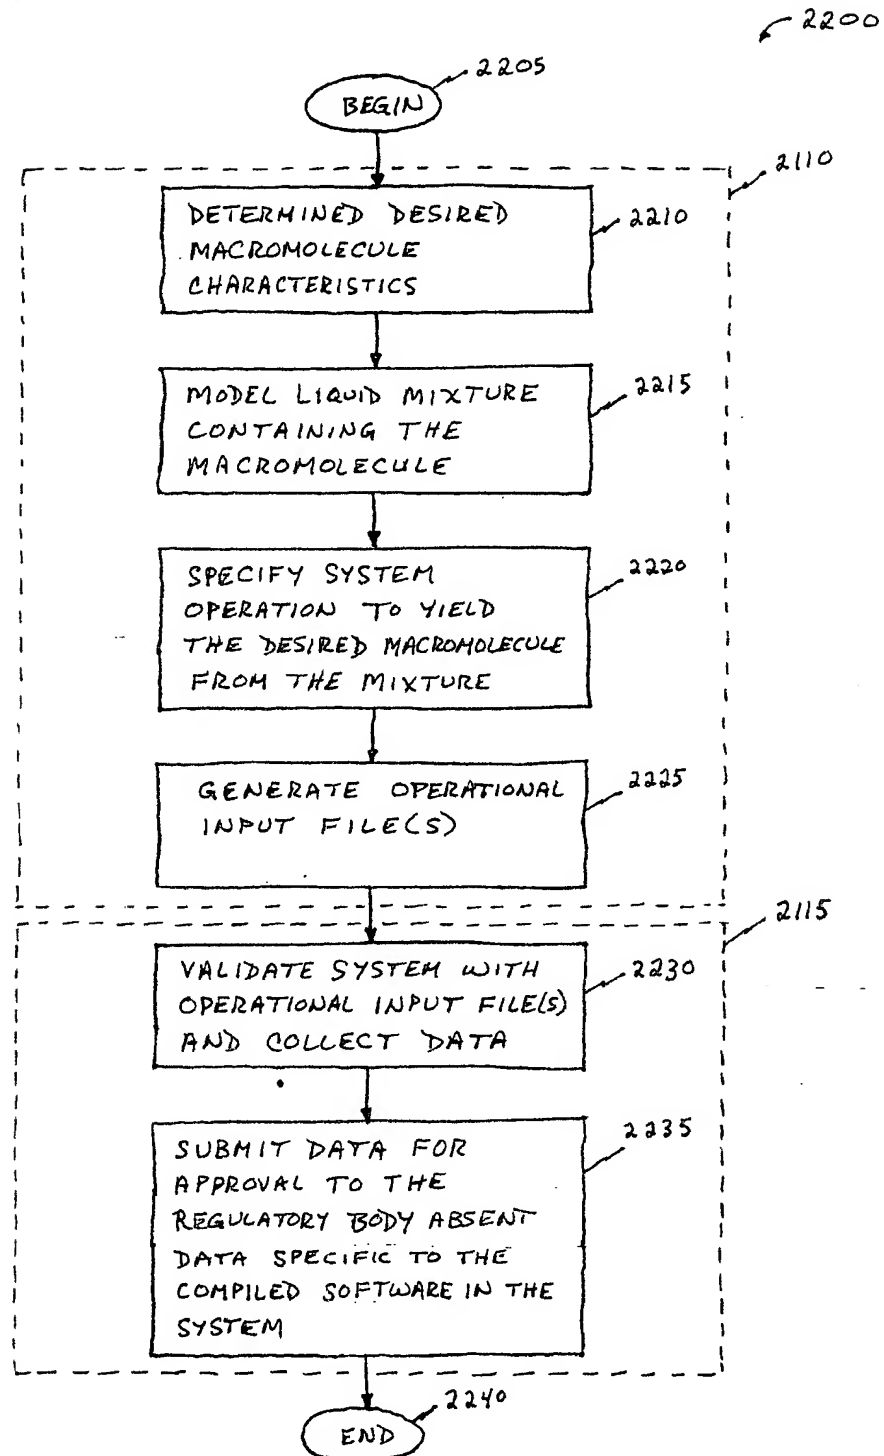 2200
2205
BEGIN
2110
DETERMINED DESIRED
MACROMOLECULE
CHARACTERISTICS
2210
MODEL LIQUID MIXTURE
CONTAINING THE
MACROMOLECULE
2215
SPECIFY SYSTEM
OPERATION TO YIELD
THE DESIRED MACROMOLECULE
FROM THE MIXTURE
2220
GENERATE OPERATIONAL
INPUT FILE(S)
2225
2115
VALIDATE SYSTEM WITH
OPERATIONAL INPUT FILE(S)
AND COLLECT DATA
2230
SUBMIT DATA FOR
APPROVAL TO THE
REGULATORY BODY ABSENT
DATA SPECIFIC TO THE
COMPILED SOFTWARE IN THE
SYSTEM
2235
2240
END